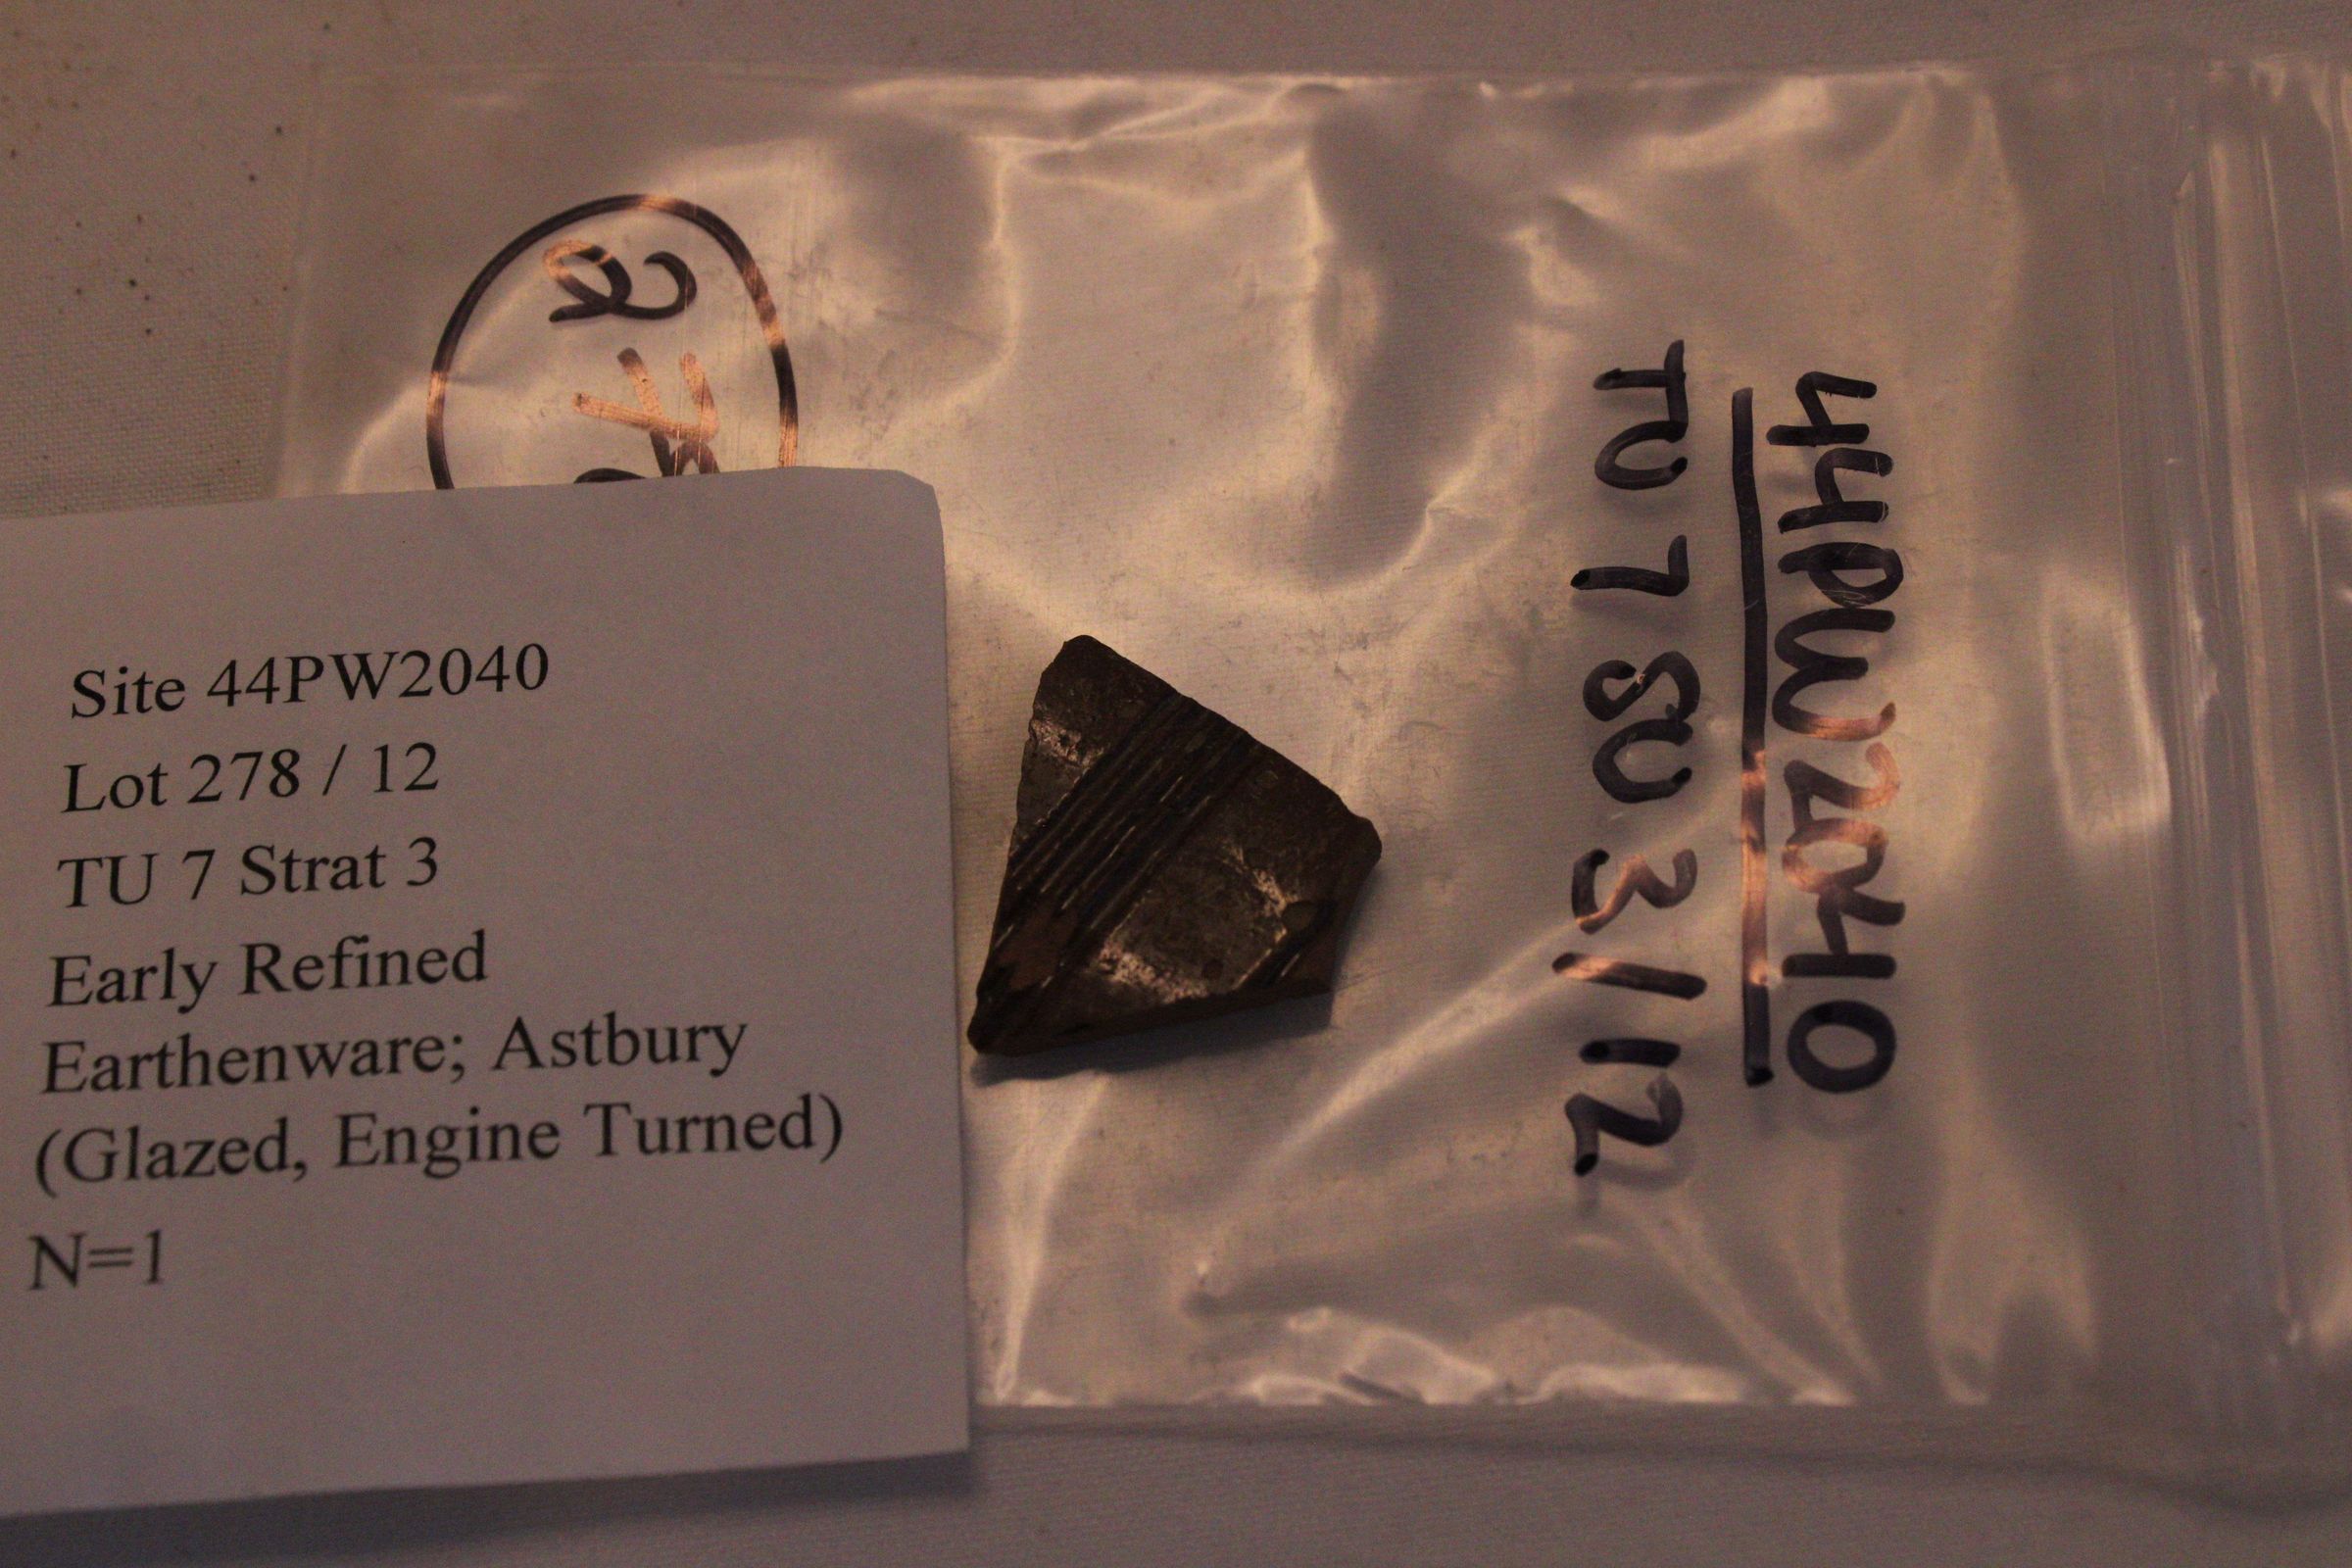 Site 44PW2040
Lot 278 / 12
TU 7 Strat 3
Early Refined
Earthenware; Astbury
(Glazed, Engine Turned)
N=1
44PW2040
TU 7 SU 3 / 12